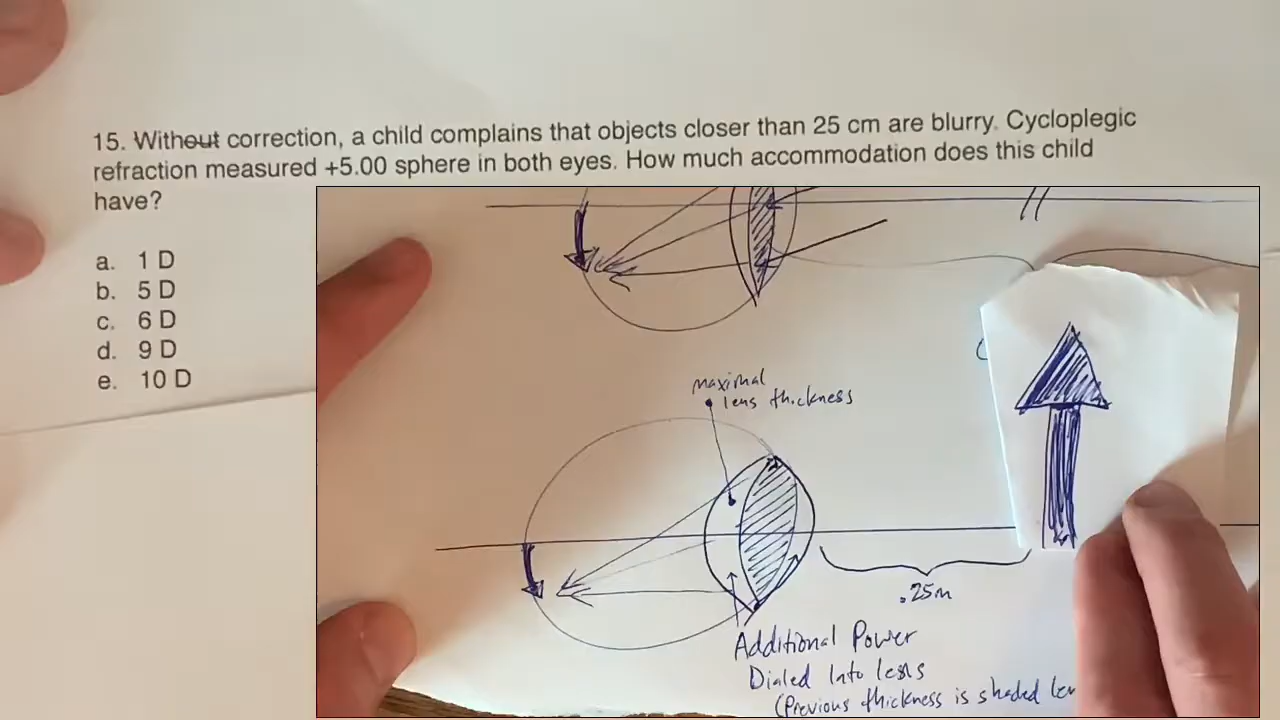 15. Without correction, a child complains that objects closer than 25 cm are blurry. Cycloplegic
refraction measured +5.00 sphere in both eyes. How much accommodation does this child
have?
a. 1 D
b. 5 D
c. 6 D
d. 9 D
e. 10 D
maximal
lens thickness
.25m
Additional Power
Dialed Into lens
(Previous thickness is shaded